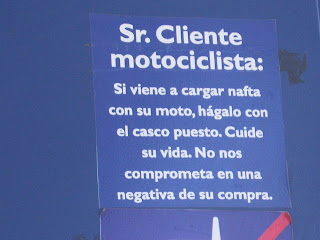 Sr. Cliente
motociclista:
Si viene a cargar nafta
con su moto, hágalo con
el casco puesto. Cuide
su vida. No nos
comprometa en una
negativa de su compra.